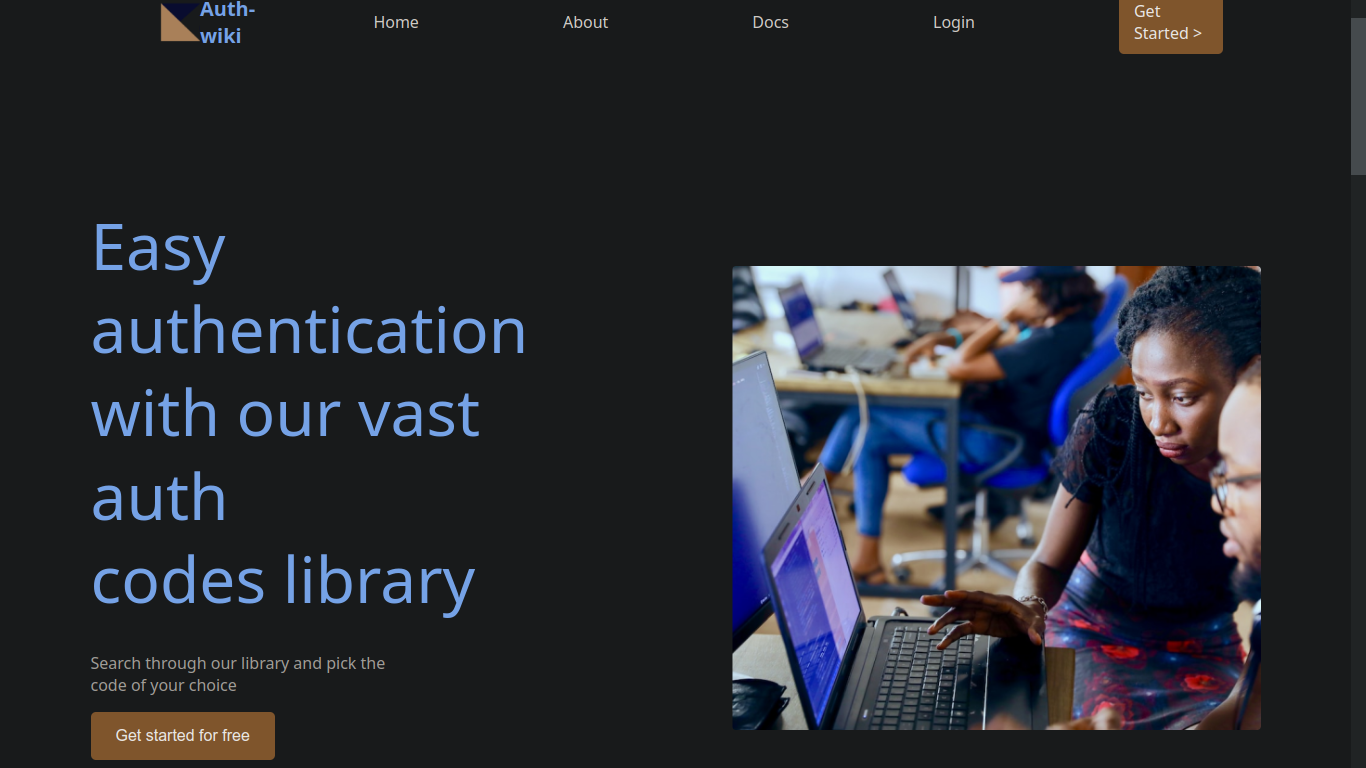 Auth-
wiki
Home
About
Docs
Login
Get
Started >
Easy
authentication
with our vast
auth
codes library
Search through our library and pick the
code of your choice
Get started for free